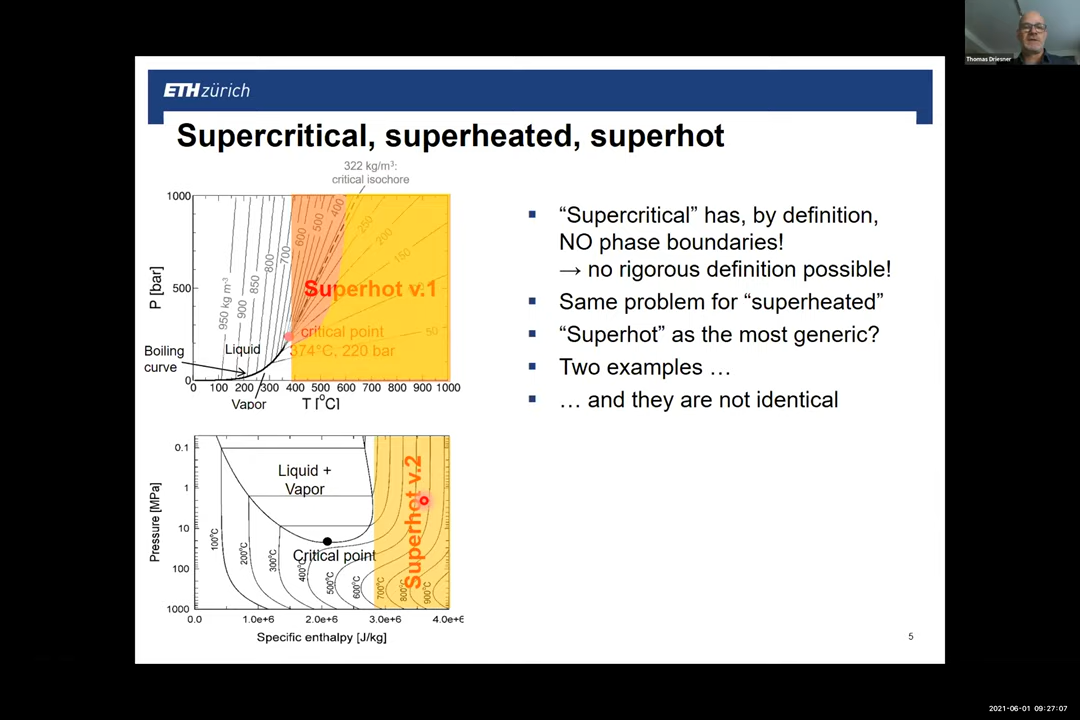 Thomas Driesner
ETH zürich
Supercritical, superheated, superhot
322 kg/m³:
critical isochore
1000
500
0
P [bar]
950 kg m⁻³
900
850
800
700
600
500
400
250
200
150
50
Superhot v.1
critical point
374°C, 220 bar
Liquid
Boiling
curve
Vapor
0 100 200 300 400 500 600 700 800 900 1000
T [°C]
"Supercritical" has, by definition,
NO phase boundaries!
→ no rigorous definition possible!
Same problem for "superheated"
"Superhot" as the most generic?
Two examples …
… and they are not identical
0.1
1
10
100
1000
Pressure [MPa]
Liquid +
Vapor
Critical point
Superhot v.2
100°C
200°C
300°C
400°C
500°C
600°C
700°C
800°C
900°C
0.0 1.0e+6 2.0e+6 3.0e+6 4.0e+6
Specific enthalpy [J/kg]
5
2021-06-01 09:27:07